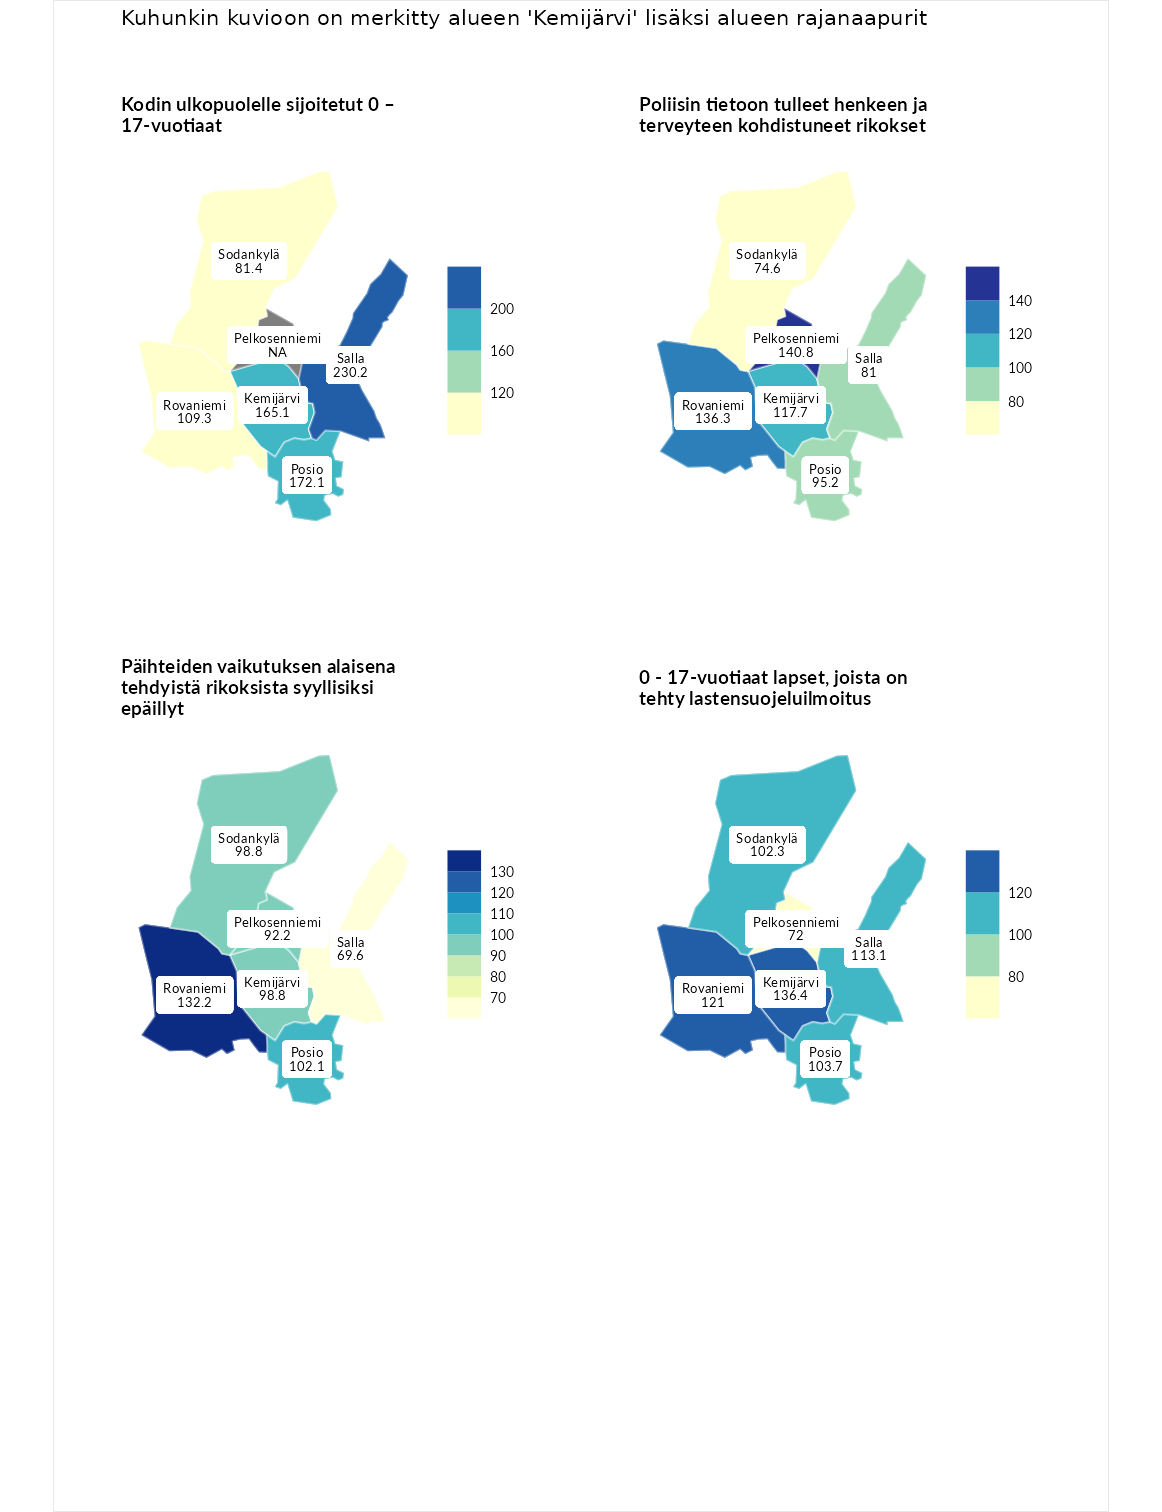 Kuhunkin kuvioon on merkitty alueen 'Kemijärvi' lisäksi alueen rajanaapurit
Kodin ulkopuolelle sijoitetut 0 –
17-vuotiaat
Sodankylä
81.4
Pelkosenniemi
NA
Salla
230.2
Rovaniemi
109.3
Kemijärvi
165.1
Posio
172.1
200
160
120
Poliisin tietoon tulleet henkeen ja
terveyteen kohdistuneet rikokset
Sodankylä
74.6
Pelkosenniemi
140.8
Salla
81
Rovaniemi
136.3
Kemijärvi
117.7
Posio
95.2
140
120
100
80
Päihteiden vaikutuksen alaisena
tehdyistä rikoksista syyllisiksi
epäillyt
Sodankylä
98.8
Pelkosenniemi
92.2
Salla
69.6
Rovaniemi
132.2
Kemijärvi
98.8
Posio
102.1
130
120
110
100
90
80
70
0 - 17-vuotiaat lapset, joista on
tehty lastensuojeluilmoitus
Sodankylä
102.3
Pelkosenniemi
72
Salla
113.1
Rovaniemi
121
Kemijärvi
136.4
Posio
103.7
120
100
80